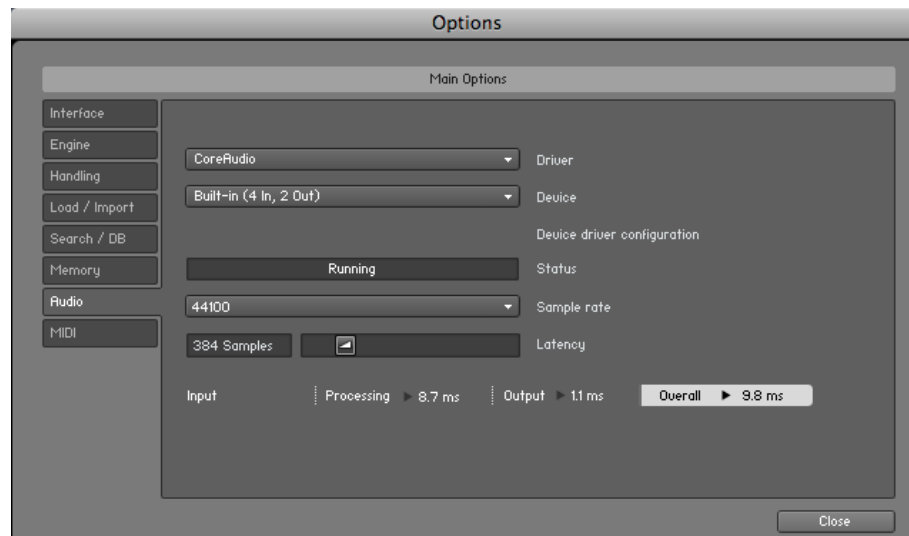 Options
Main Options
Interface
Engine
Handling
Load / Import
Search / DB
Memory
Audio
MIDI
CoreAudio Driver
Built-in (4 In, 2 Out) Device
Device driver configuration
Running Status
44100 Sample rate
384 Samples Latency
Input Processing 8.7 ms Output 1.1 ms Overall 9.8 ms
Close